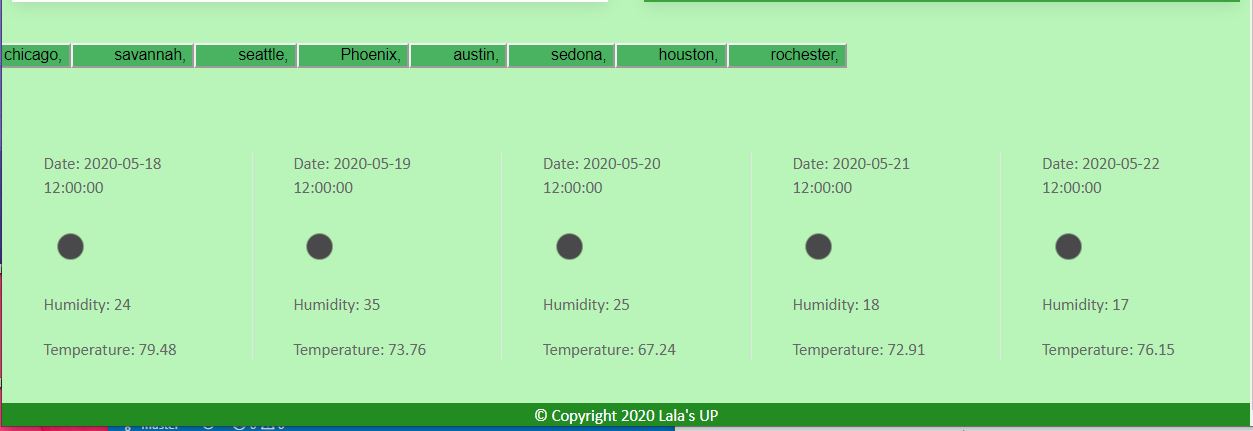 chicago, savannah, seattle, Phoenix, austin, sedona, houston, rochester,
Date: 2020-05-18 Date: 2020-05-19 Date: 2020-05-20 Date: 2020-05-21 Date: 2020-05-22
12:00:00 12:00:00 12:00:00 12:00:00 12:00:00
Humidity: 24 Humidity: 35 Humidity: 25 Humidity: 18 Humidity: 17
Temperature: 79.48 Temperature: 73.76 Temperature: 67.24 Temperature: 72.91 Temperature: 76.15
© Copyright 2020 Lala's UP
master